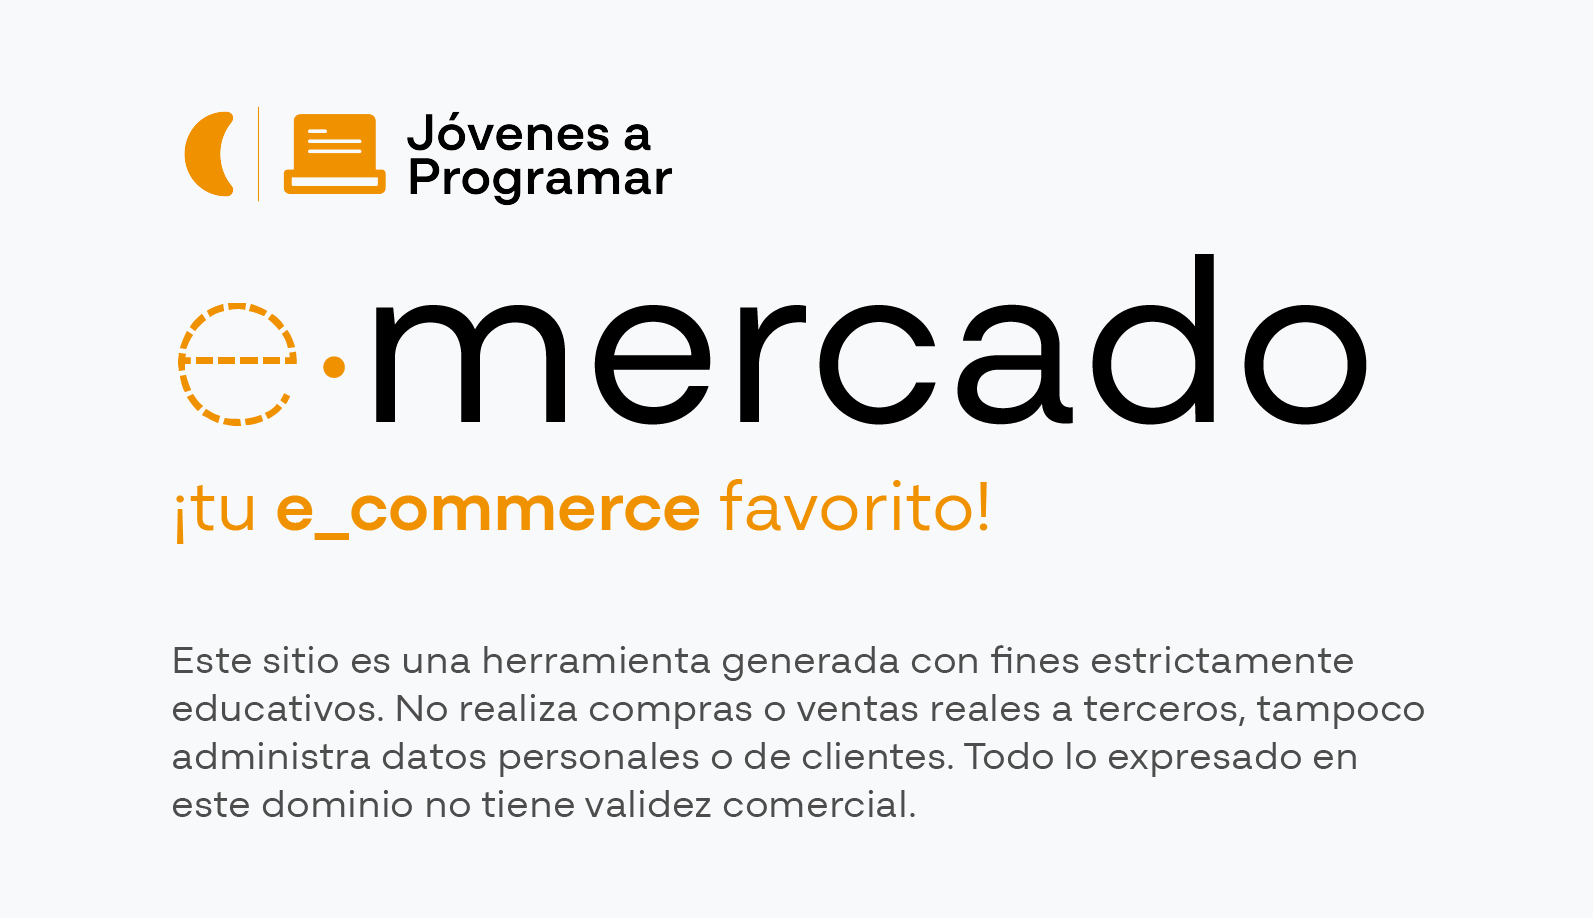 Jóvenes a
Programar
e·mercado
¡tu e_commerce favorito!
Este sitio es una herramienta generada con fines estrictamente
educativos. No realiza compras o ventas reales a terceros, tampoco
administra datos personales o de clientes. Todo lo expresado en
este dominio no tiene validez comercial.